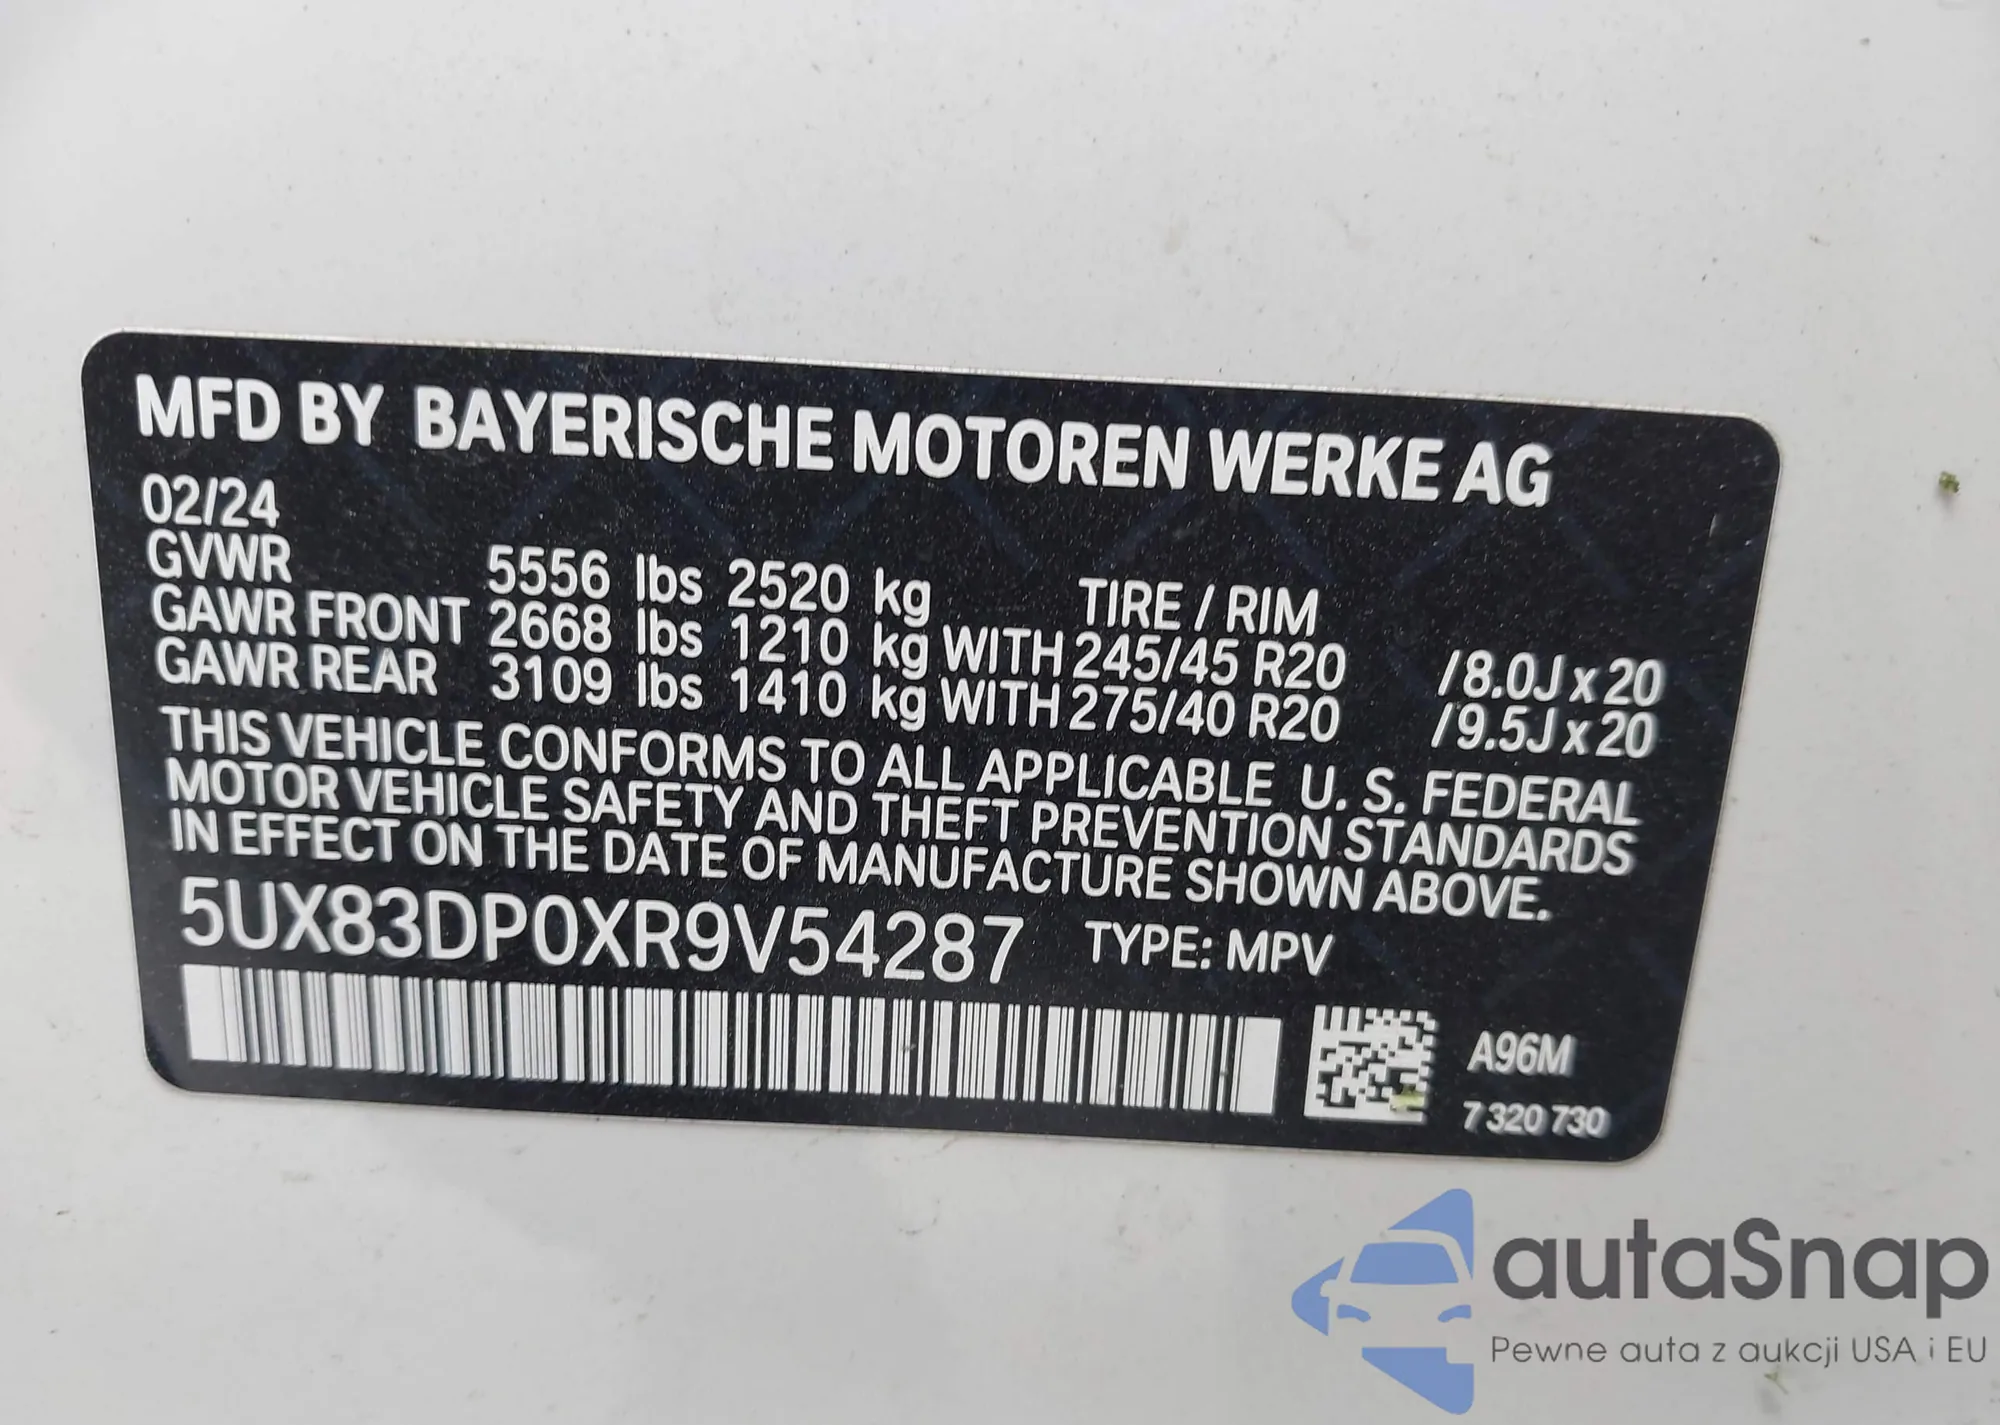 MFD BY BAYERISCHE MOTOREN WERKE AG
02/24
GVWR 5556 lbs 2520 kg TIRE / RIM
GAWR FRONT 2668 lbs 1210 kg WITH 245/45 R20 /8.0J x 20
GAWR REAR 3109 lbs 1410 kg WITH 275/40 R20 /9.5J x 20
THIS VEHICLE CONFORMS TO ALL APPLICABLE U. S. FEDERAL
MOTOR VEHICLE SAFETY AND THEFT PREVENTION STANDARDS
IN EFFECT ON THE DATE OF MANUFACTURE SHOWN ABOVE.
5UX83DP0XR9V54287 TYPE: MPV
A96M
7 320 730
autaSnap
Pewne auta z aukcji USA i EU